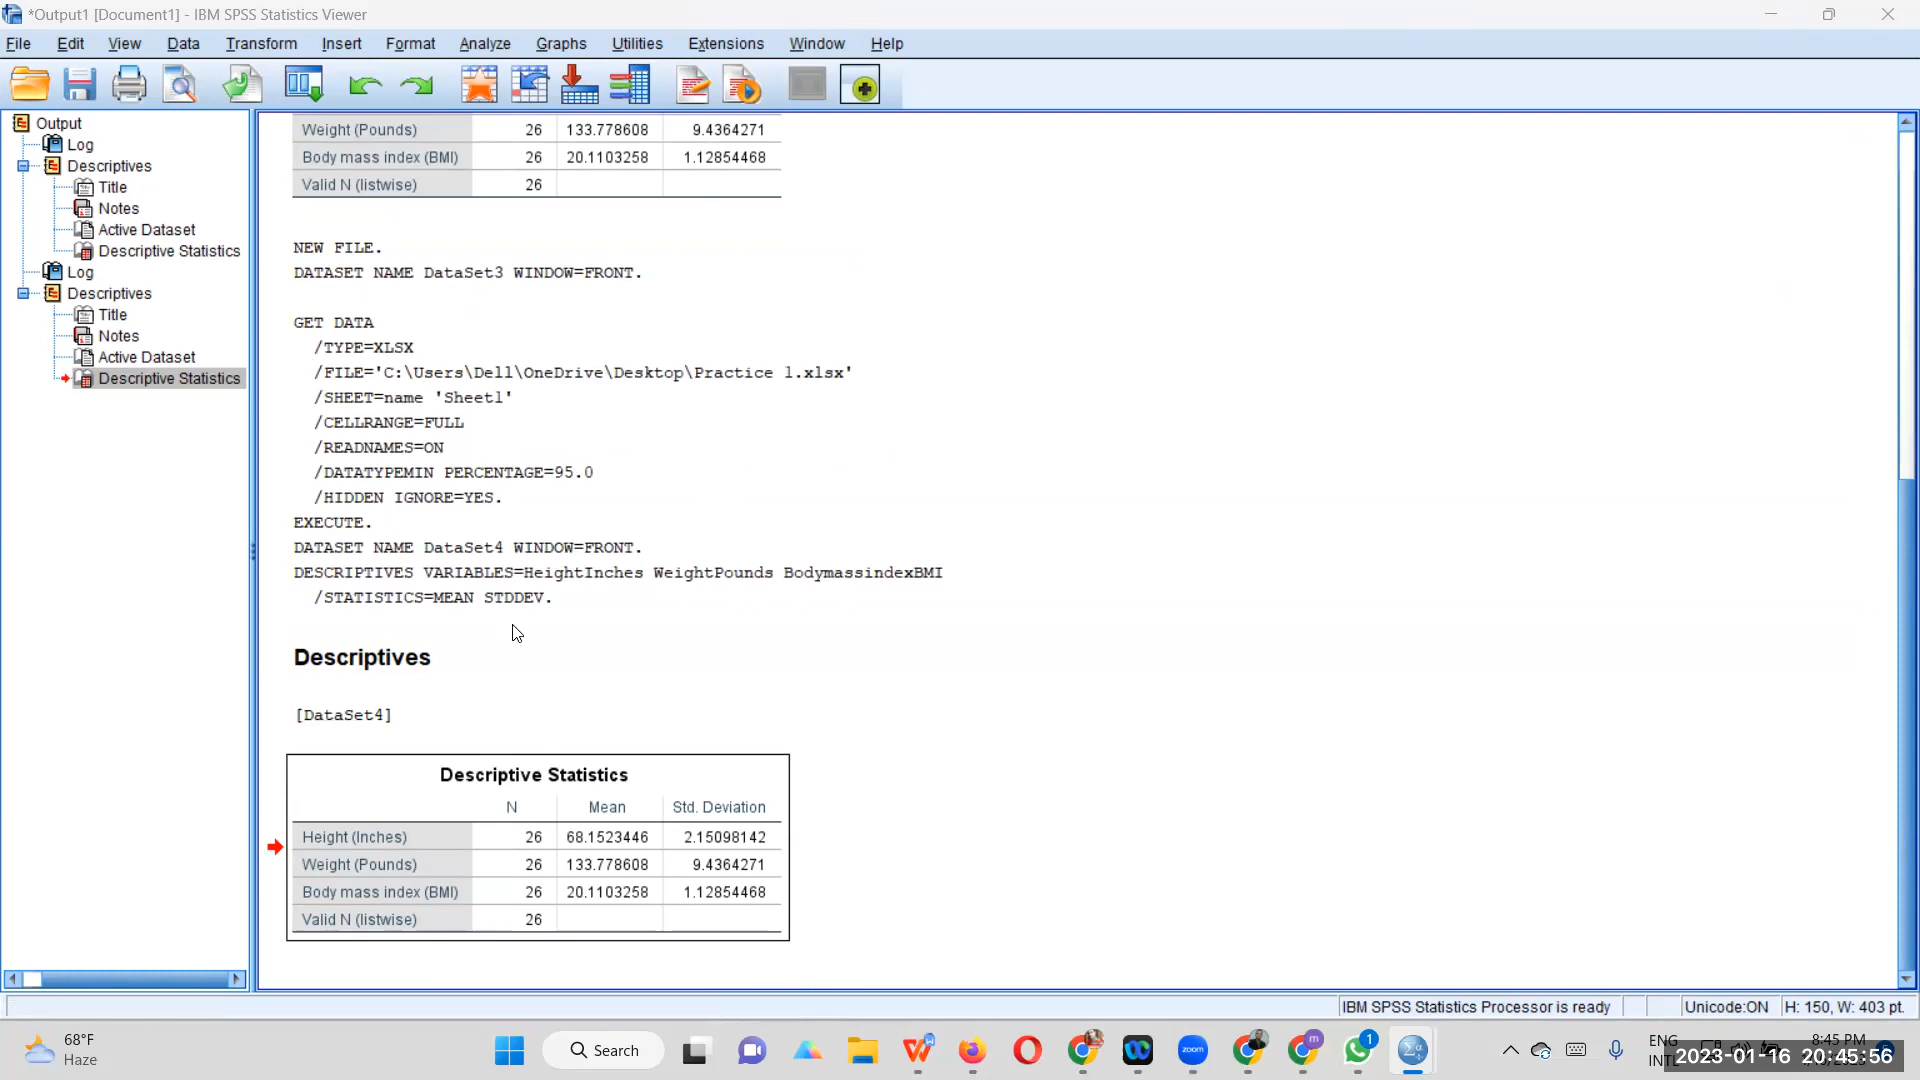 *Output1 [Document1] - IBM SPSS Statistics Viewer
File Edit View Data Transform Insert Format Analyze Graphs Utilities Extensions Window Help
Output
Log
Descriptives
Title
Notes
Active Dataset
Descriptive Statistics
Log
Descriptives
Title
Notes
Active Dataset
Descriptive Statistics
Weight (Pounds) 26 133.778608 9.4364271
Body mass index (BMI) 26 20.1103258 1.12854468
Valid N (listwise) 26
NEW FILE.
DATASET NAME DataSet3 WINDOW=FRONT.
GET DATA
/TYPE=XLSX
/FILE='C:\Users\Dell\OneDrive\Desktop\Practice 1.xlsx'
/SHEET=name 'Sheet1'
/CELLRANGE=FULL
/READNAMES=ON
/DATATYPEMIN PERCENTAGE=95.0
/HIDDEN IGNORE=YES.
EXECUTE.
DATASET NAME DataSet4 WINDOW=FRONT.
DESCRIPTIVES VARIABLES=HeightInches WeightPounds BodymassindexBMI
/STATISTICS=MEAN STDDEV.
Descriptives
[DataSet4]
Descriptive Statistics
N Mean Std. Deviation
Height (Inches) 26 68.1523446 2.15098142
Weight (Pounds) 26 133.778608 9.4364271
Body mass index (BMI) 26 20.1103258 1.12854468
Valid N (listwise) 26
IBM SPSS Statistics Processor is ready Unicode:ON H: 150, W: 403 pt.
68°F
Haze
Search
zoom
m
1
ENG
8:45 PM
2023-01-16 20:45:56